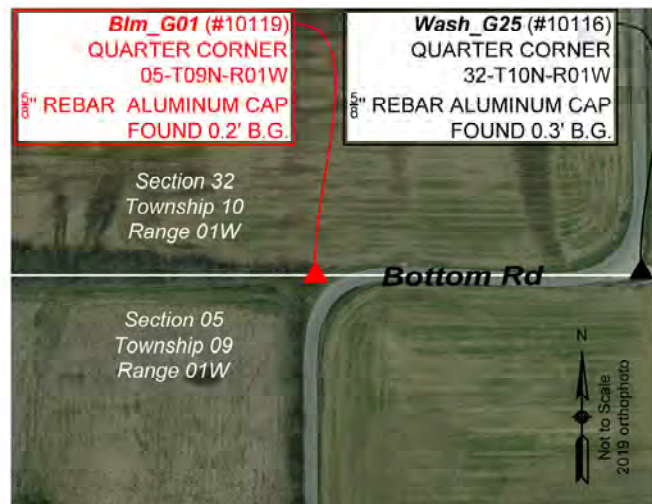 Blm_G01 (#10119)
QUARTER CORNER
05-T09N-R01W
5/8" REBAR ALUMINUM CAP
FOUND 0.2' B.G.
Wash_G25 (#10116)
QUARTER CORNER
32-T10N-R01W
5/8" REBAR ALUMINUM CAP
FOUND 0.3' B.G.
Section 32
Township 10
Range 01W
Bottom Rd
Section 05
Township 09
Range 01W
N
Not to Scale
2019 orthophoto